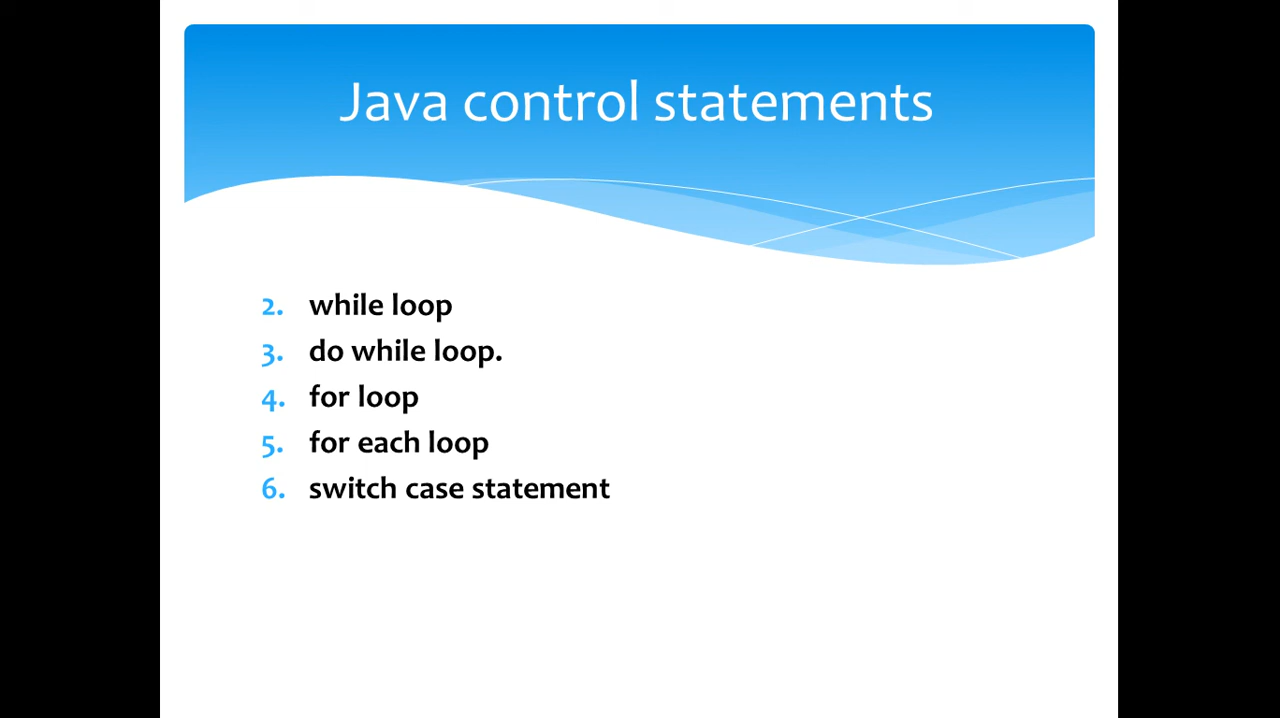 Java control statements
2. while loop
3. do while loop.
4. for loop
5. for each loop
6. switch case statement